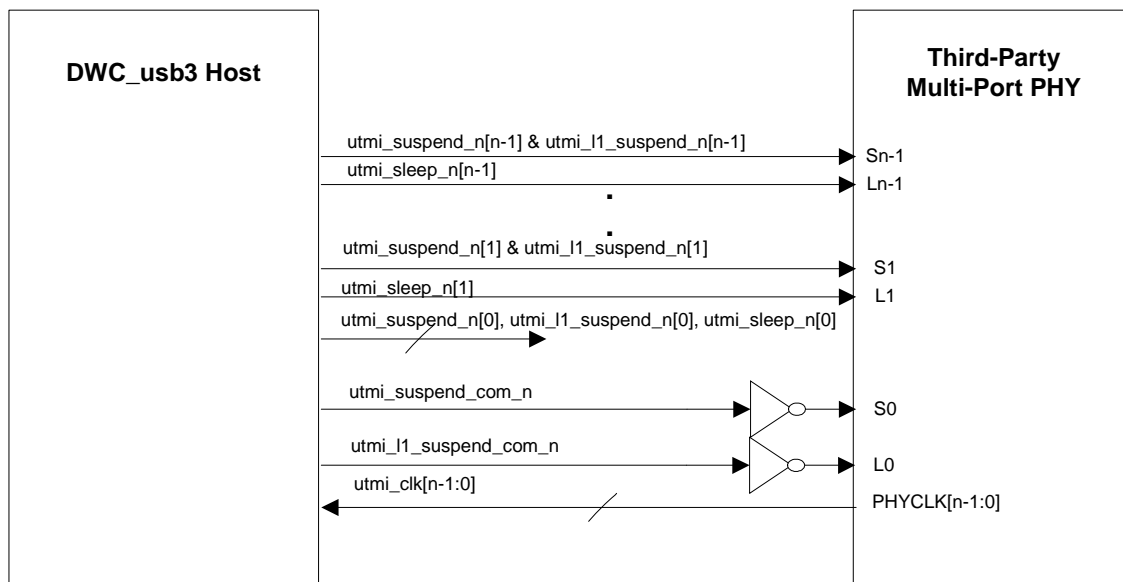 DWC_usb3 Host
Third-Party
Multi-Port PHY
utmi_suspend_n[n-1] & utmi_l1_suspend_n[n-1]
Sn-1
utmi_sleep_n[n-1]
Ln-1
utmi_suspend_n[1] & utmi_l1_suspend_n[1]
S1
utmi_sleep_n[1]
L1
utmi_suspend_n[0], utmi_l1_suspend_n[0], utmi_sleep_n[0]
utmi_suspend_com_n
S0
utmi_l1_suspend_com_n
L0
utmi_clk[n-1:0]
PHYCLK[n-1:0]